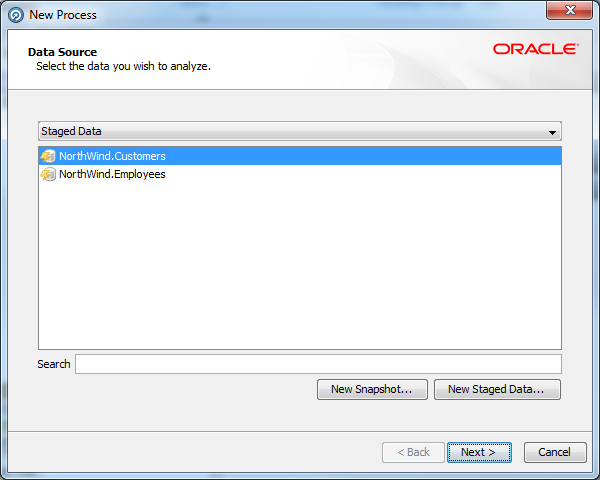 New Process
Data Source
Select the data you wish to analyze.
ORACLE
Staged Data
NorthWind.Customers
NorthWind.Employees
Search
New Snapshot...
New Staged Data...
< Back
Next >
Cancel